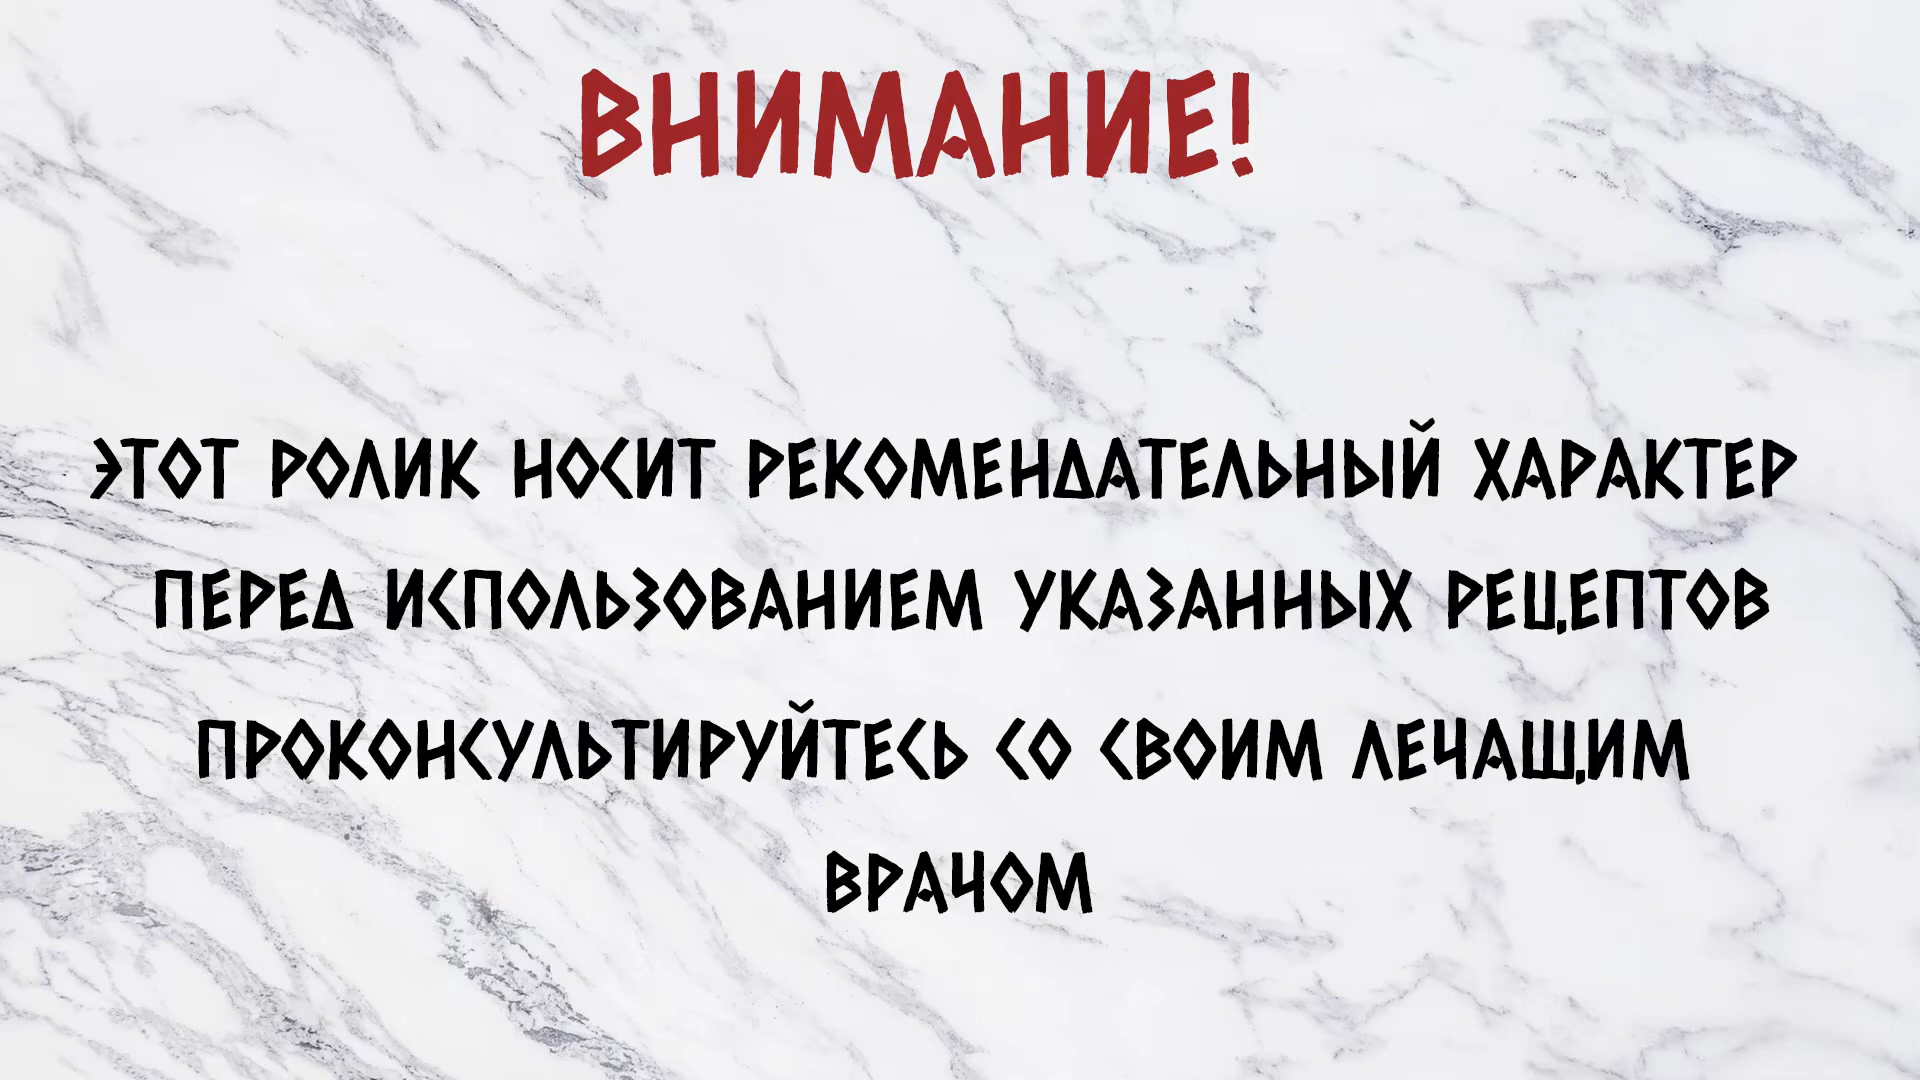 ВНИМАНИЕ!
ЭТОТ РОЛИК НОСИТ РЕКОМЕНДАТЕЛЬНЫЙ ХАРАКТЕР
ПЕРЕД ИСПОЛЬЗОВАНИЕМ УКАЗАННЫХ РЕЦЕПТОВ
ПРОКОНСУЛЬТИРУЙТЕСЬ СО СВОИМ ЛЕЧАЩИМ
ВРАЧОМ